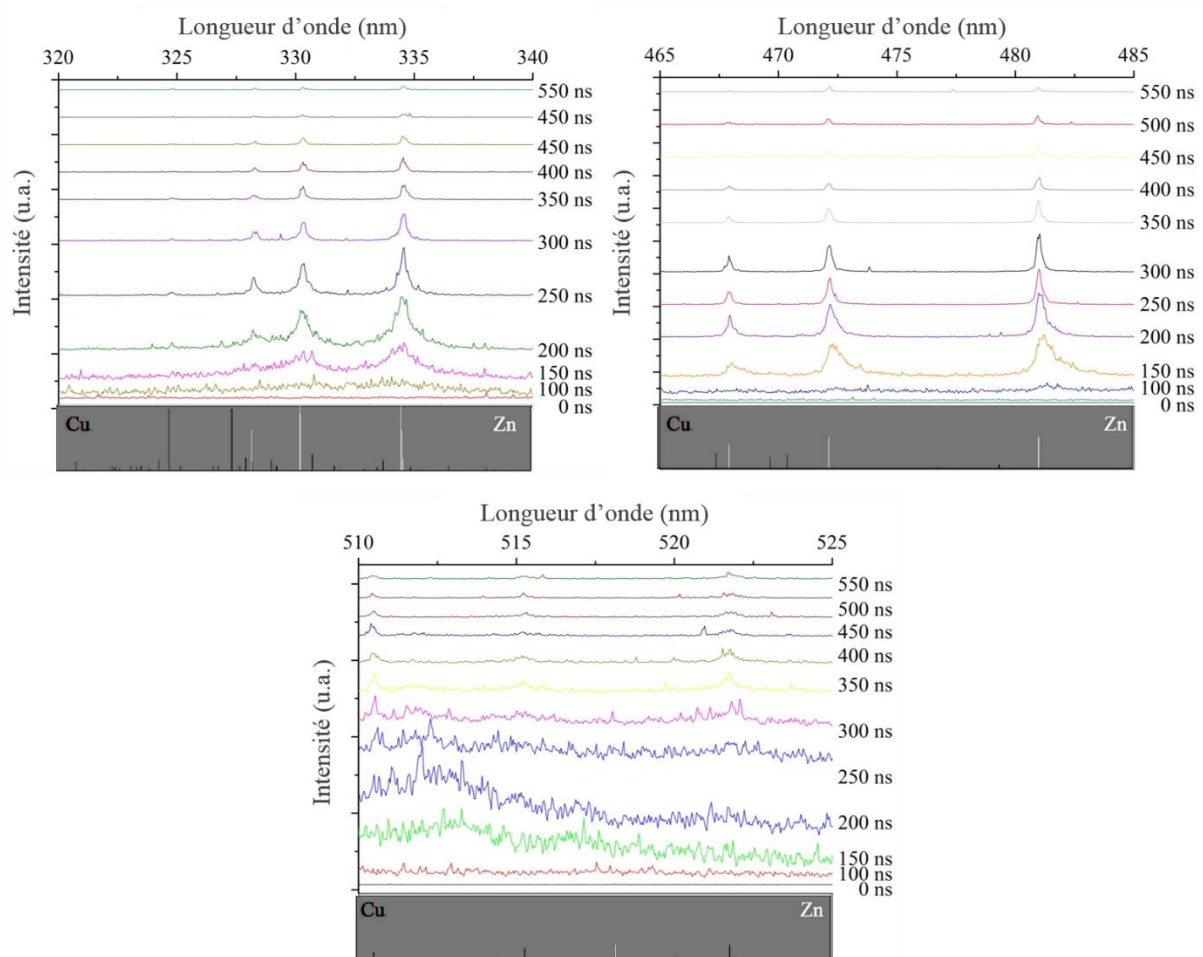 Longueur d'onde (nm)
320 325 330 335 340
Intensité (u.a.)
550 ns
450 ns
450 ns
400 ns
350 ns
300 ns
250 ns
200 ns
150 ns
100 ns
0 ns
Cu Zn
Longueur d'onde (nm)
465 470 475 480 485
Intensité (u.a.)
550 ns
500 ns
450 ns
400 ns
350 ns
300 ns
250 ns
200 ns
150 ns
100 ns
0 ns
Cu Zn
Longueur d'onde (nm)
510 515 520 525
Intensité (u.a.)
550 ns
500 ns
450 ns
400 ns
350 ns
300 ns
250 ns
200 ns
150 ns
100 ns
0 ns
Cu Zn